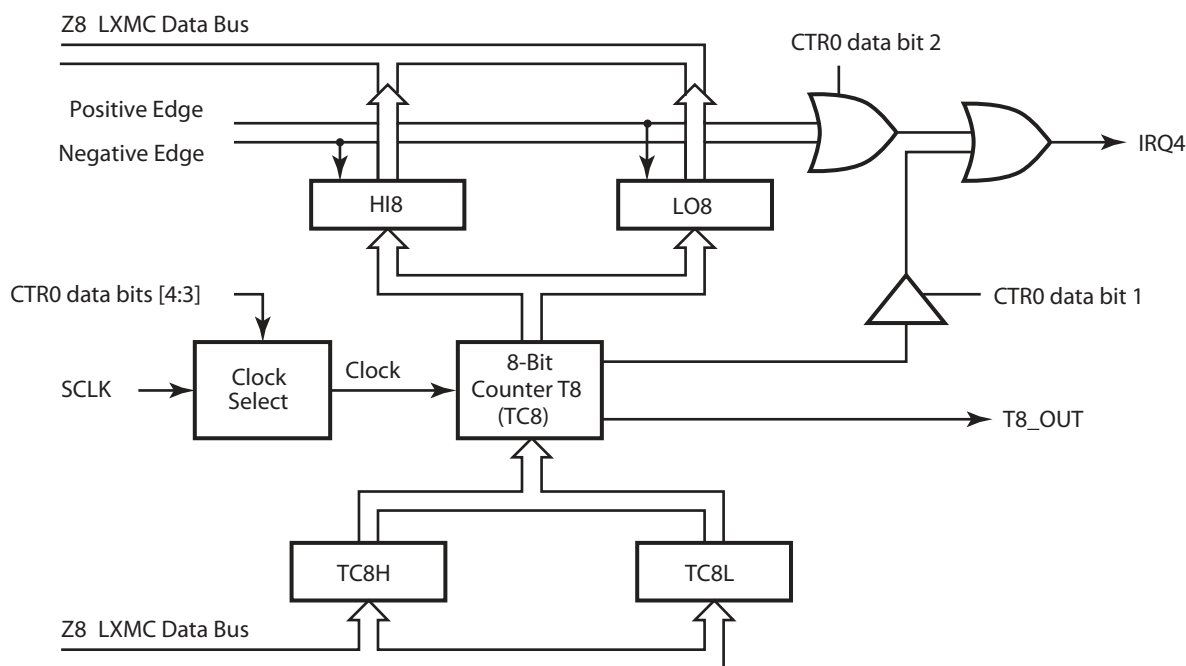 Z8 LXMC Data Bus
CTR0 data bit 2
Positive Edge
Negative Edge
IRQ4
HI8
LO8
CTR0 data bits [4:3]
CTR0 data bit 1
SCLK
Clock
Select
Clock
8-Bit
Counter T8
(TC8)
T8_OUT
TC8H
TC8L
Z8 LXMC Data Bus